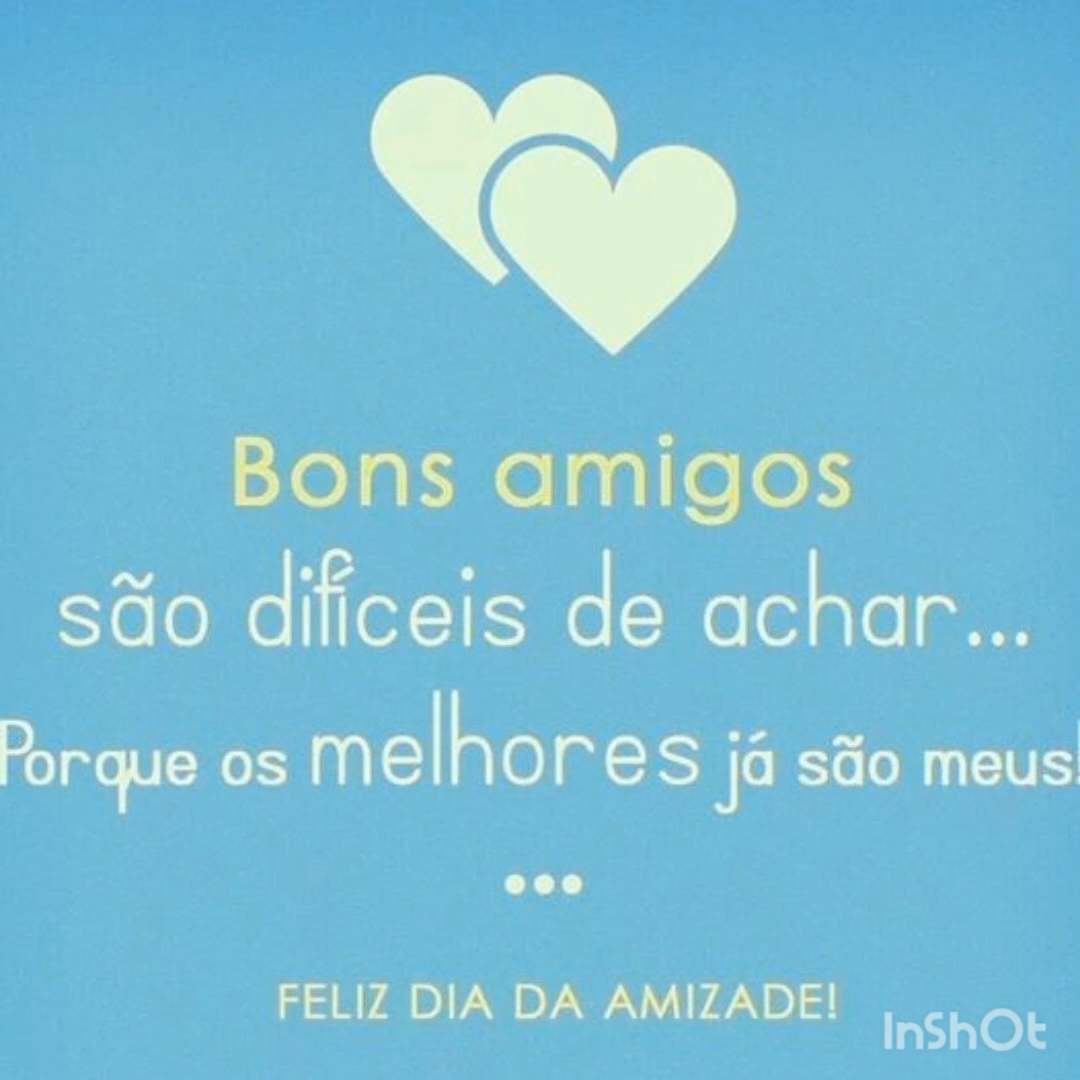 Bons amigos
são difíceis de achar...
Porque os melhores já são meus!
...
FELIZ DIA DA AMIZADE!
InShOt